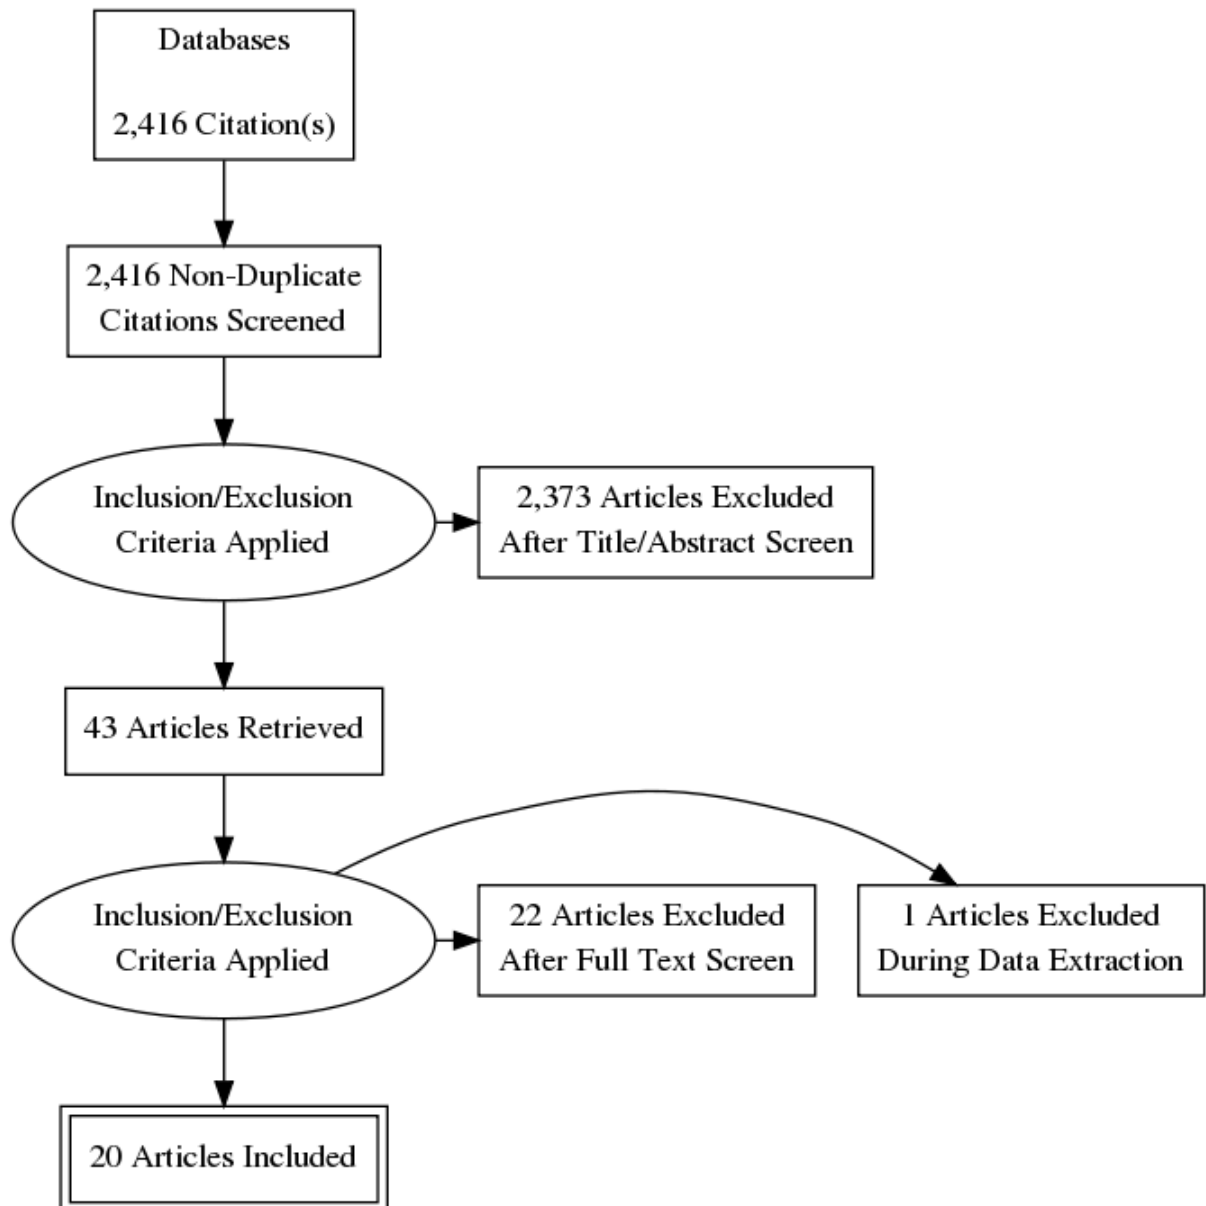 Databases
2,416 Citation(s)
2,416 Non-Duplicate
Citations Screened
Inclusion/Exclusion
Criteria Applied
2,373 Articles Excluded
After Title/Abstract Screen
43 Articles Retrieved
Inclusion/Exclusion
Criteria Applied
22 Articles Excluded
After Full Text Screen
1 Articles Excluded
During Data Extraction
20 Articles Included